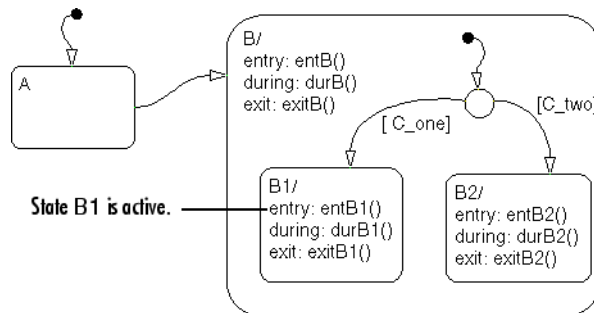 A
B/
entry: entB()
during: durB()
exit: exitB()
[ C_one]
[C_two]
State B1 is active.
B1/
entry: entB1()
during: durB1()
exit: exitB1()
B2/
entry: entB2()
during: durB2()
exit: exitB2()